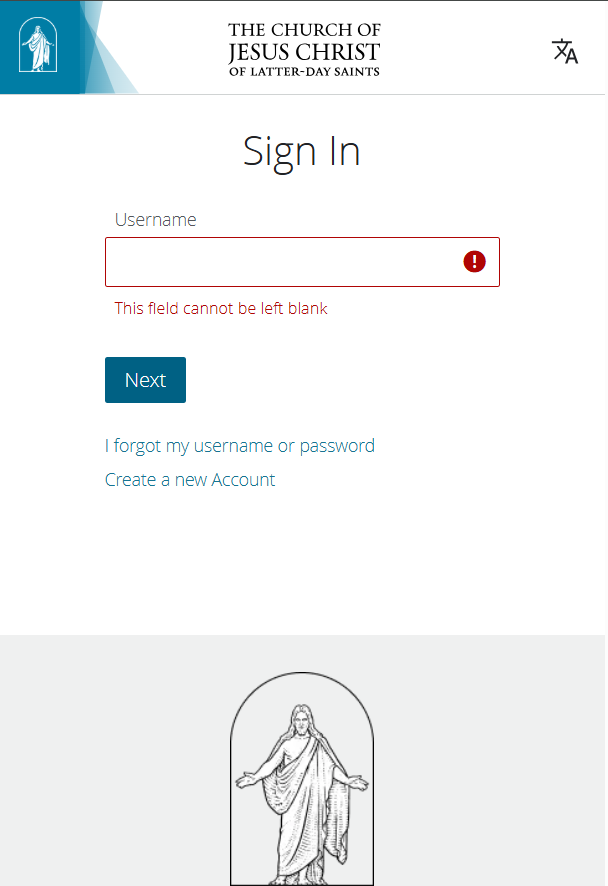 THE CHURCH OF
JESUS CHRIST
OF LATTER-DAY SAINTS
Sign In
Username
This field cannot be left blank
Next
I forgot my username or password
Create a new Account